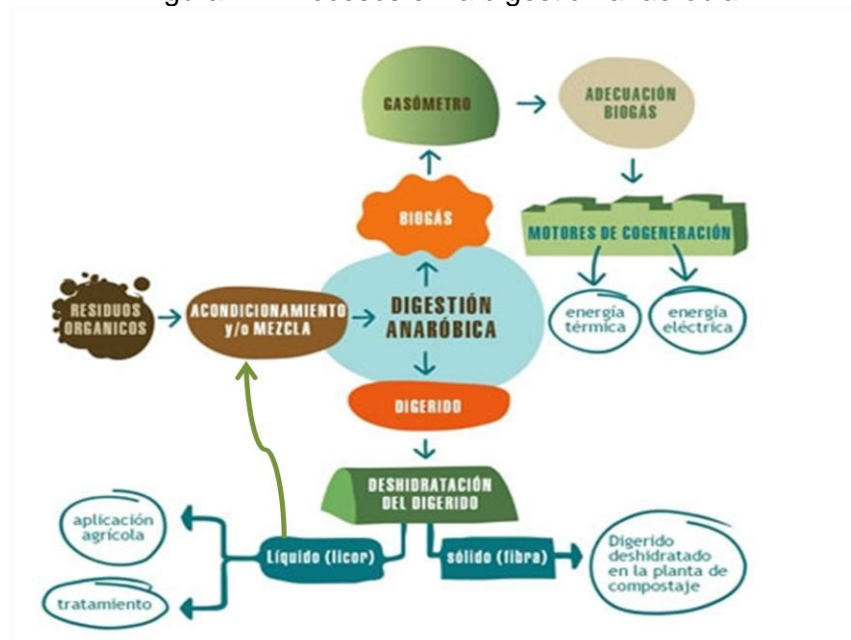 GASÓMETRO
ADECUACIÓN
BIOGÁS
BIOGÁS
MOTORES DE COGENERACIÓN
energía
térmica
energía
eléctrica
RESIDUOS
ORGANICOS
ACONDICIONAMIENTO
y/o MEZCLA
DIGESTIÓN
ANARÓBICA
DIGERIDO
DESHIDRATACIÓN
DEL DIGERIDO
aplicación
agrícola
tratamiento
Líquido (licor)
sólido (fibra)
Digerido
deshidratado
en la planta de
compostaje